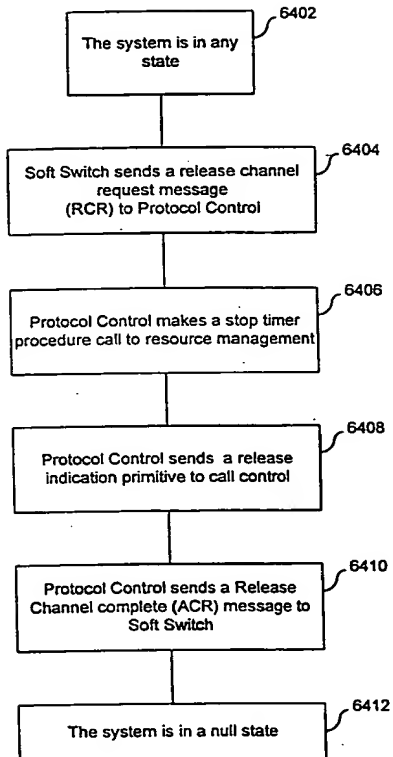 6402
The system is in any
state
6404
Soft Switch sends a release channel
request message
(RCR) to Protocol Control
6406
Protocol Control makes a stop timer
procedure call to resource management
6408
Protocol Control sends a release
indication primitive to call control
6410
Protocol Control sends a Release
Channel complete (ACR) message to
Soft Switch
6412
The system is in a null state